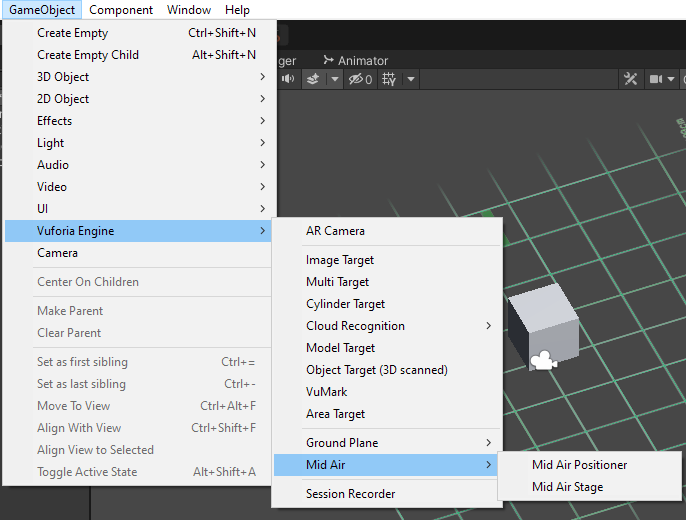 GameObject Component Window Help
Create Empty Ctrl+Shift+N
Create Empty Child Alt+Shift+N
3D Object
2D Object
Effects
Light
Audio
Video
UI
Vuforia Engine
Camera
Center On Children
Make Parent
Clear Parent
Set as first sibling Ctrl+=
Set as last sibling Ctrl+-
Move To View Ctrl+Alt+F
Align With View Ctrl+Shift+F
Align View to Selected
Toggle Active State Alt+Shift+A
ger
Animator
0
AR Camera
Image Target
Multi Target
Cylinder Target
Cloud Recognition
Model Target
Object Target (3D scanned)
VuMark
Area Target
Ground Plane
Mid Air
Session Recorder
Mid Air Positioner
Mid Air Stage